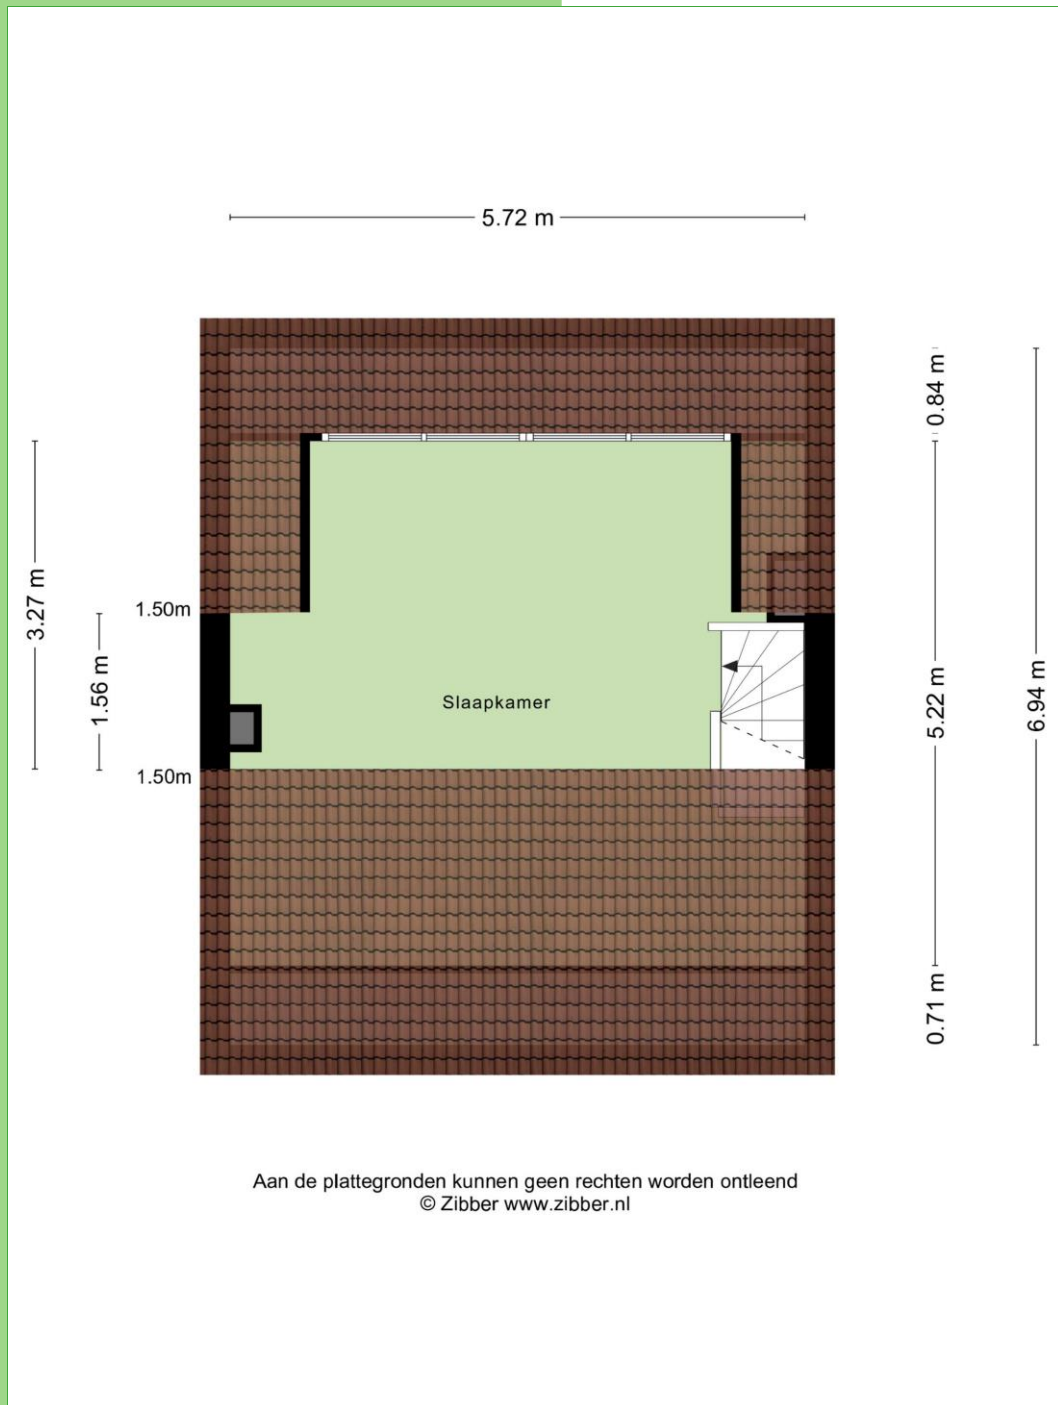 5.72 m
0.84 m
3.27 m
1.50m
1.56 m
Slaapkamer
5.22 m
6.94 m
1.50m
0.71 m
Aan de plattegronden kunnen geen rechten worden ontleend
© Zibber www.zibber.nl